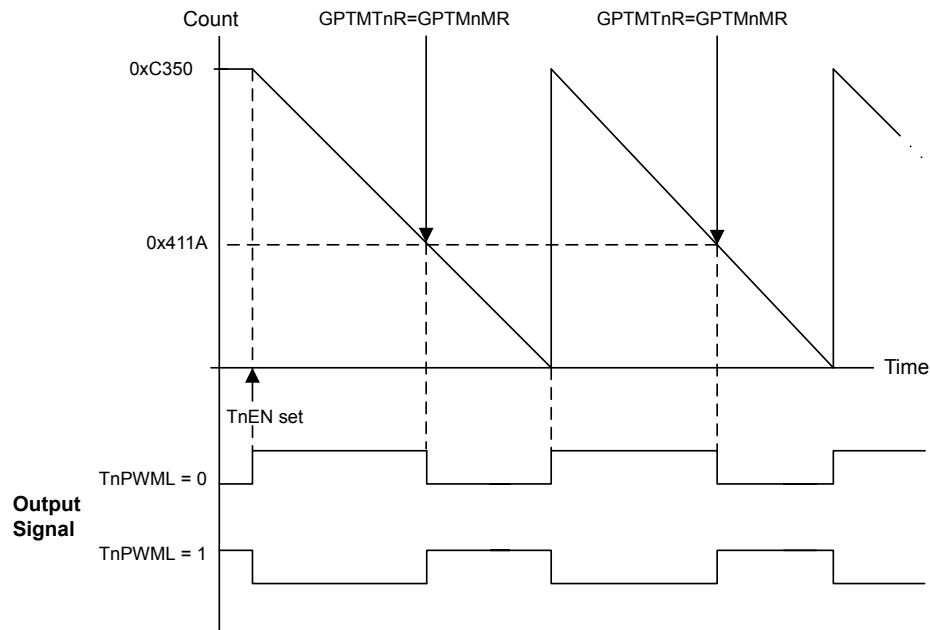 Count
GPTMTnR=GPTMnMR
GPTMTnR=GPTMnMR
0xC350
0x411A
Time
TnEN set
TnPWML = 0
Output
Signal
TnPWML = 1